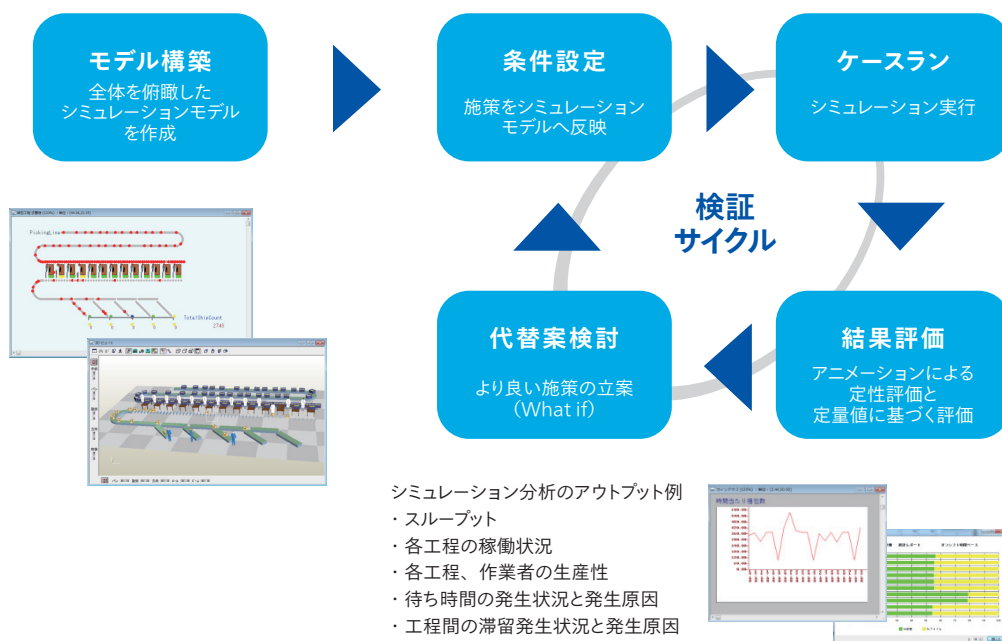 モデル構築
全体を俯瞰した
シミュレーションモデル
を作成
条件設定
施策をシミュレーション
モデルへ反映
ケースラン
シミュレーション実行
検証
サイクル
代替案検討
より良い施策の立案
(What if)
結果評価
アニメーションによる
定性評価と
定量値に基づく評価
PickingLine
TotalShipCount
2740
シミュレーション分析のアウトプット例
・スループット
・各工程の稼働状況
・各工程、作業者の生産性
・待ち時間の発生状況と発生原因
・工程間の滞留発生状況と発生原因
時間当たり梱包数